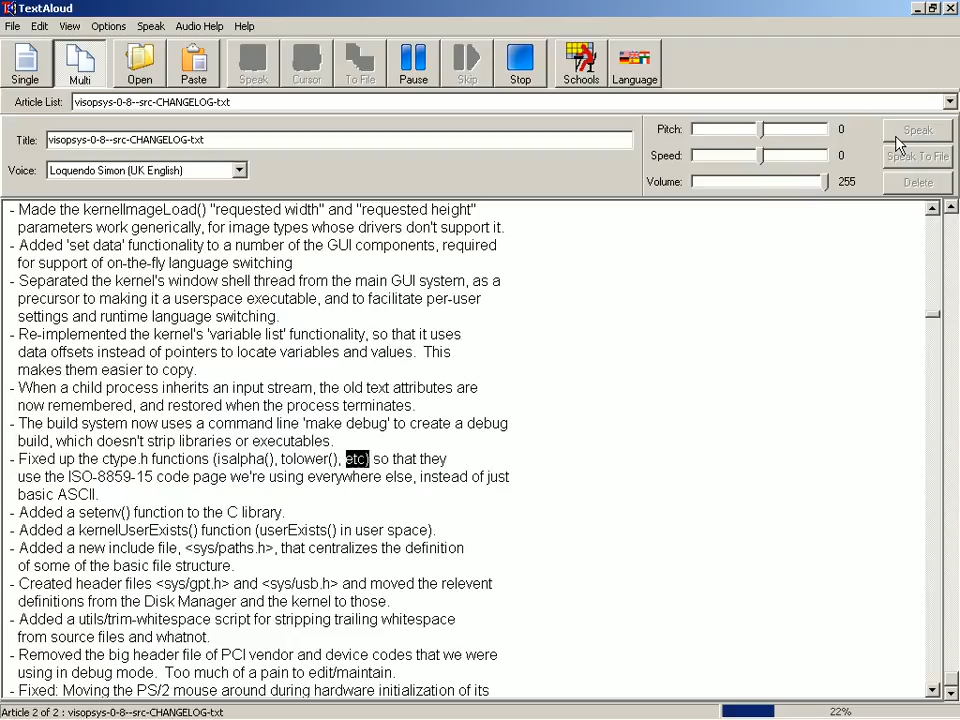 TextAloud
File Edit View Options Speak Audio Help Help
Single Multi Open Paste Speak Cursor To File Pause Skip Stop Schools Language
Article List: visopsys-0-8--src-CHANGELOG-txt
Title: visopsys-0-8--src-CHANGELOG-txt
Voice: Loquendo Simon (UK English)
Pitch: 0 Speak
Speed: 0 Speak To File
Volume: 255 Delete
- Made the kernelImageLoad() "requested width" and "requested height"
parameters work generically, for image types whose drivers don't support it.
- Added 'set data' functionality to a number of the GUI components, required
for support of on-the-fly language switching
- Separated the kernel's window shell thread from the main GUI system, as a
precursor to making it a userspace executable, and to facilitate per-user
settings and runtime language switching.
- Re-implemented the kernel's 'variable list' functionality, so that it uses
data offsets instead of pointers to locate variables and values.  This
makes them easier to copy.
- When a child process inherits an input stream, the old text attributes are
now remembered, and restored when the process terminates.
- The build system now uses a command line 'make debug' to create a debug
build, which doesn't strip libraries or executables.
- Fixed up the ctype.h functions (isalpha(), tolower(), etc) so that they
use the ISO-8859-15 code page we're using everywhere else, instead of just
basic ASCII.
- Added a setenv() function to the C library.
- Added a kernelUserExists() function (userExists() in user space).
- Added a new include file, <sys/paths.h>, that centralizes the definition
of some of the basic file structure.
- Created header files <sys/gpt.h> and <sys/usb.h> and moved the relevent
definitions from the Disk Manager and the kernel to those.
- Added a utils/trim-whitespace script for stripping trailing whitespace
from source files and whatnot.
- Removed the big header file of PCI vendor and device codes that we were
using in debug mode.  Too much of a pain to edit/maintain.
- Fixed: Moving the PS/2 mouse around during hardware initialization of its
Article 2 of 2 : visopsys-0-8--src-CHANGELOG-txt 22%